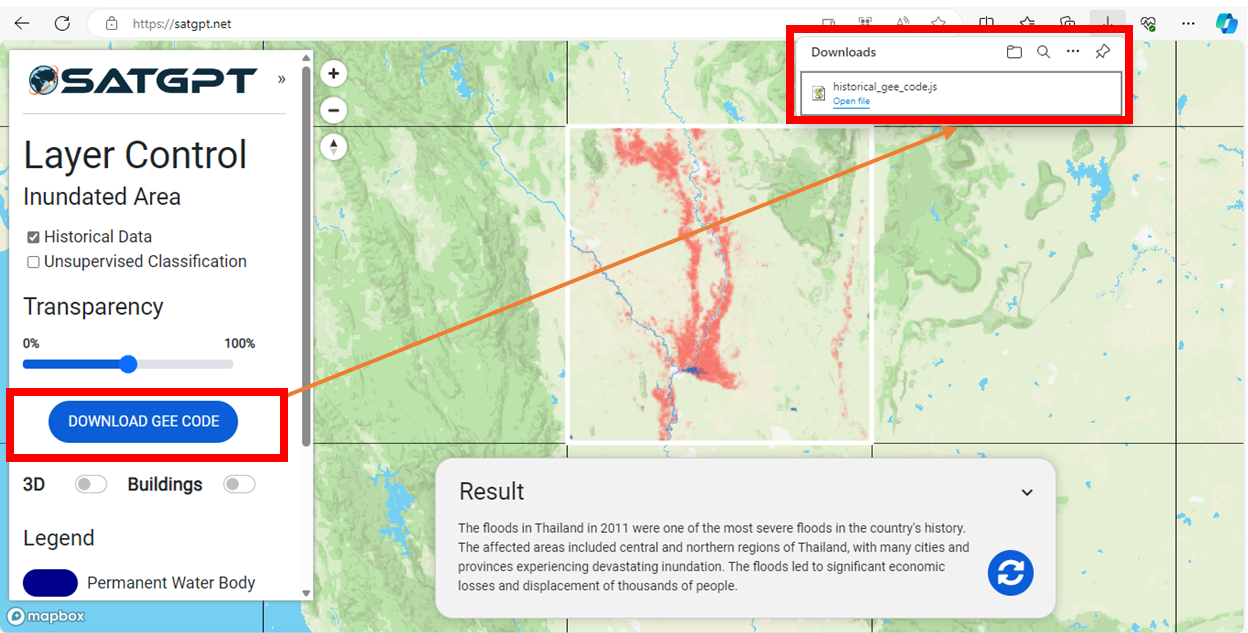 https://satgpt.net
Downloads
historical_gee_code.js
Open file
SATGPT
»
Layer Control
Inundated Area
Historical Data
Unsupervised Classification
Transparency
0% 100%
DOWNLOAD GEE CODE
3D Buildings
Legend
Permanent Water Body
mapbox
Result
The floods in Thailand in 2011 were one of the most severe floods in the country's history.
The affected areas included central and northern regions of Thailand, with many cities and
provinces experiencing devastating inundation. The floods led to significant economic
losses and displacement of thousands of people.